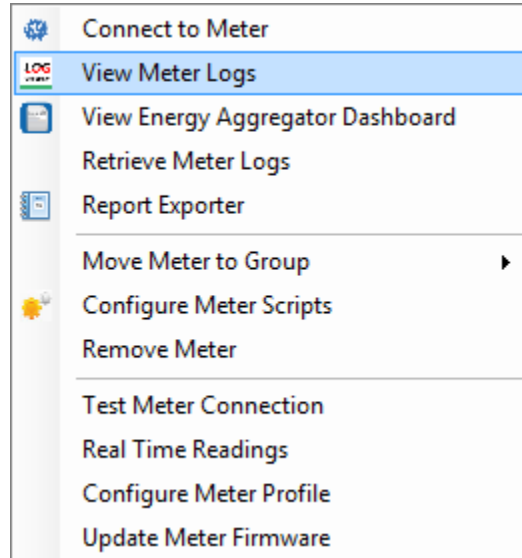 Connect to Meter
LOG
View Meter Logs
View Energy Aggregator Dashboard
Retrieve Meter Logs
Report Exporter
Move Meter to Group
Configure Meter Scripts
Remove Meter
Test Meter Connection
Real Time Readings
Configure Meter Profile
Update Meter Firmware